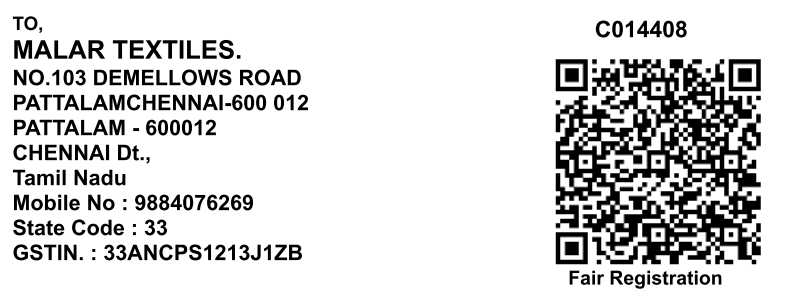 TO,
MALAR TEXTILES.
NO.103 DEMELLOWS ROAD
PATTALAMCHENNAI-600 012
PATTALAM - 600012
CHENNAI Dt.,
Tamil Nadu
Mobile No : 9884076269
State Code : 33
GSTIN. : 33ANCPS1213J1ZB
C014408
Fair Registration